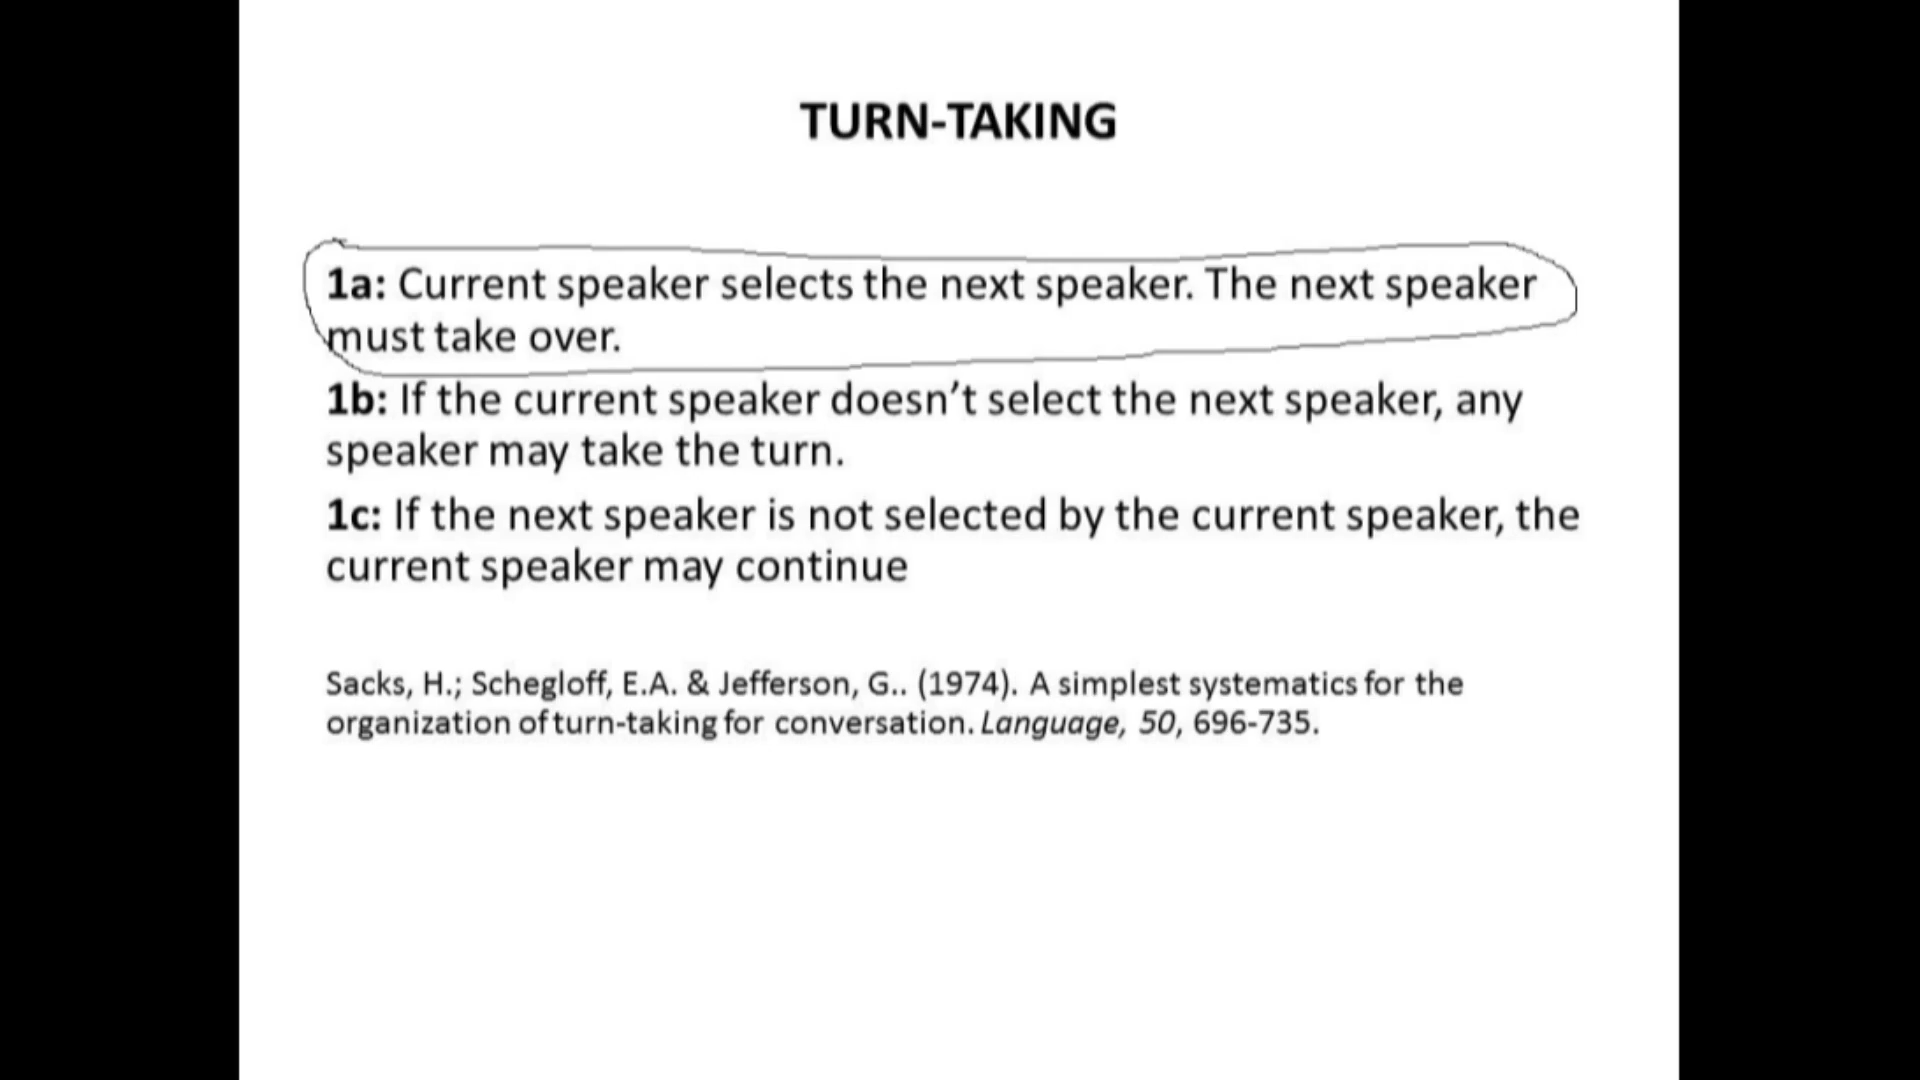 TURN-TAKING
1a: Current speaker selects the next speaker. The next speaker
must take over.
1b: If the current speaker doesn’t select the next speaker, any
speaker may take the turn.
1c: If the next speaker is not selected by the current speaker, the
current speaker may continue
Sacks, H.; Schegloff, E.A. & Jefferson, G.. (1974). A simplest systematics for the
organization of turn-taking for conversation. Language, 50, 696-735.